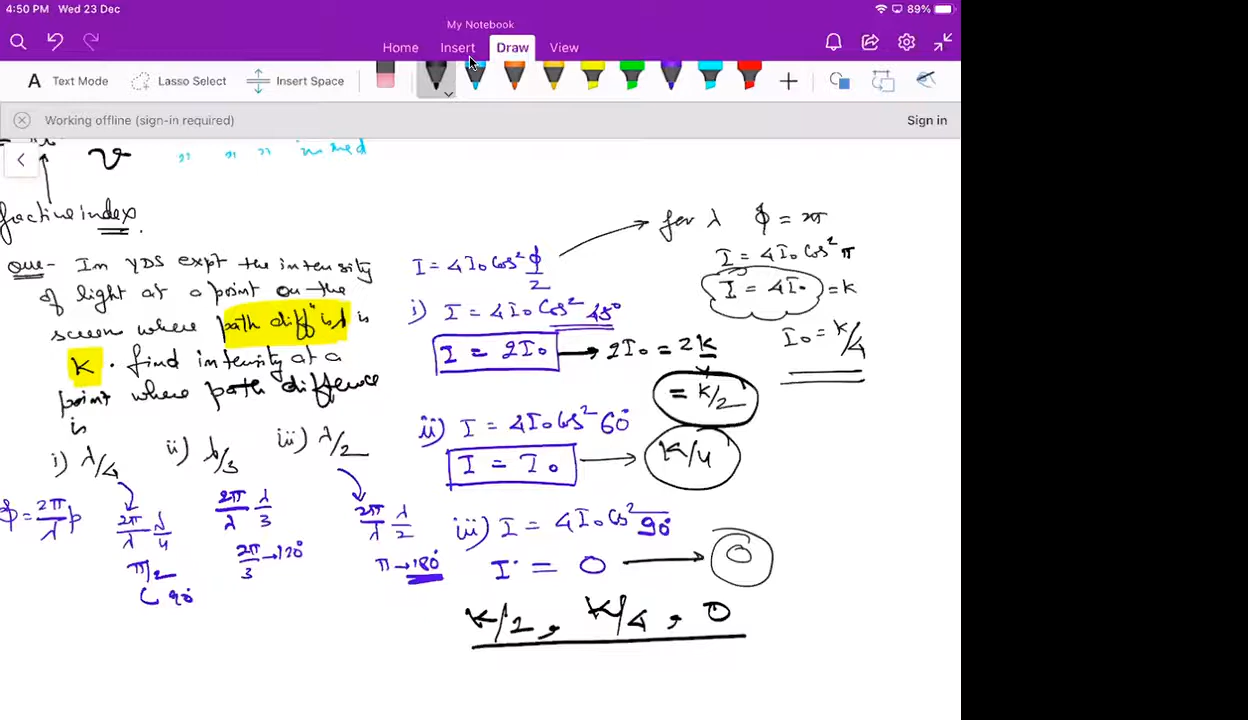 4:50 PM Wed 23 Dec
89%
My Notebook
Home Insert Draw View
A Text Mode Lasso Select Insert Space
Working offline (sign-in required) Sign in
v " " " in med
fractive index.
Que- In YDS expt the intensity
of light at a point on the
screen where path diffn is λ is
K. find intensity at a
point where path difference
is
i) λ/4 ii) λ/3 iii) λ/2
ϕ = 2π/λ p
2π/λ λ/4
π/2
90°
2π/λ λ/3
2π/3 → 120°
2π/λ λ/2
π → 180°
I = 4I0 cos² ϕ/2
i) I = 4I0 cos² 45°
I = 2I0 → 2I0 = 2K
= K/2
ii) I = 4I0 cos² 60°
I = I0 → K/4
iii) I = 4I0 cos² 90°
I = 0 → 0
K/2, K/4, 0
for λ ϕ = 2π
I = 4I0 cos² π
I = 4I0 = K
I0 = K/4